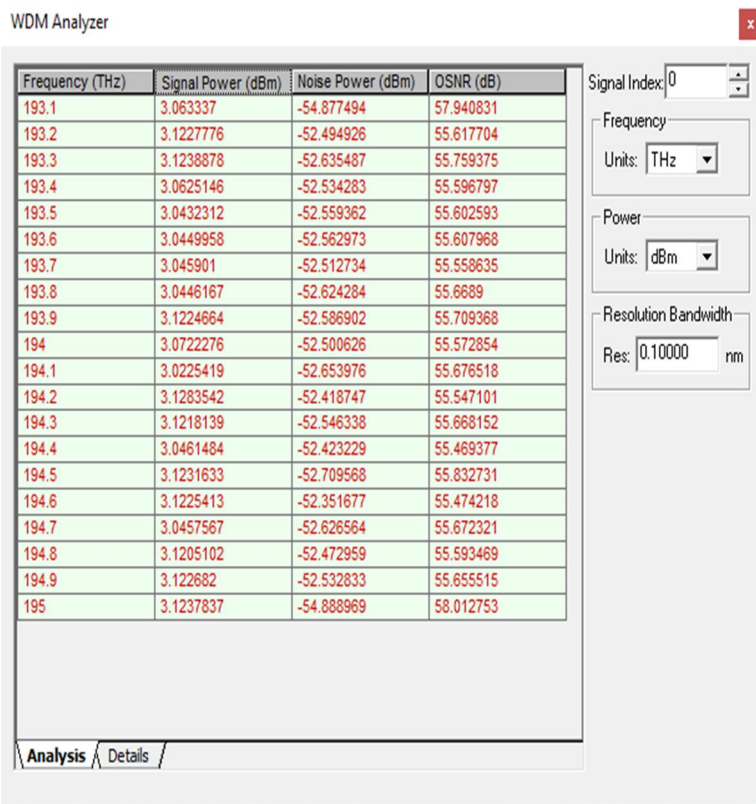 WDM Analyzer
x
Frequency (THz) Signal Power (dBm) Noise Power (dBm) OSNR (dB)
193.1 3.063337 -54.877494 57.940831
193.2 3.1227776 -52.494926 55.617704
193.3 3.1238878 -52.635487 55.759375
193.4 3.0625146 -52.534283 55.596797
193.5 3.0432312 -52.559362 55.602593
193.6 3.0449958 -52.562973 55.607968
193.7 3.045901 -52.512734 55.558635
193.8 3.0446167 -52.624284 55.6689
193.9 3.1224664 -52.586902 55.709368
194 3.0722276 -52.500626 55.572854
194.1 3.0225419 -52.653976 55.676518
194.2 3.1283542 -52.418747 55.547101
194.3 3.1218139 -52.546338 55.668152
194.4 3.0461484 -52.423229 55.469377
194.5 3.1231633 -52.709568 55.832731
194.6 3.1225413 -52.351677 55.474218
194.7 3.0457567 -52.626564 55.672321
194.8 3.1205102 -52.472959 55.593469
194.9 3.122682 -52.532833 55.655515
195 3.1237837 -54.888969 58.012753
Analysis Details
Signal Index: 0
Frequency
Units: THz
Power
Units: dBm
Resolution Bandwidth
Res: 0.10000 nm